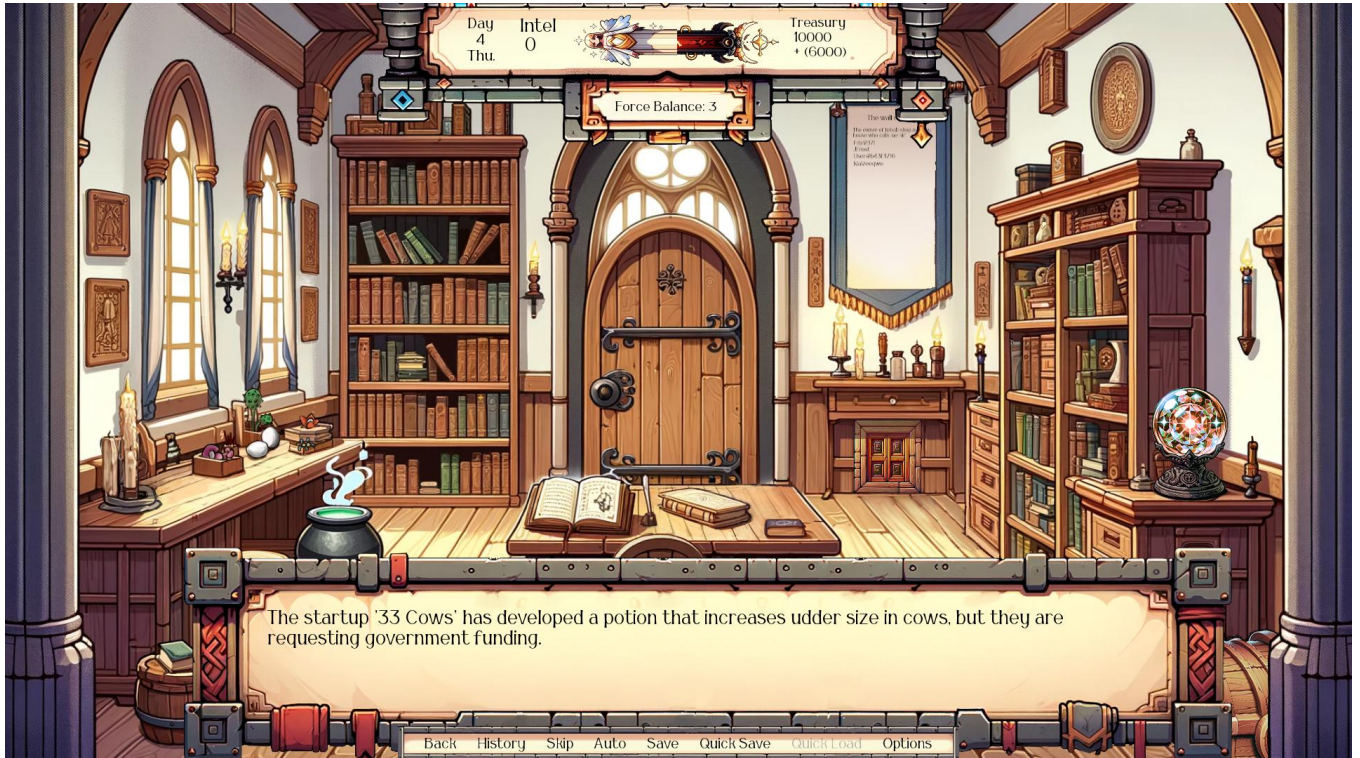 Day
4
Thu.
Intel
0
Treasury
10000
+ (6000)
Force Balance: 3
The wall
The startup '33 Cows' has developed a potion that increases udder size in cows, but they are
requesting government funding.
Back History Skip Auto Save Quick Save Quick Load Options